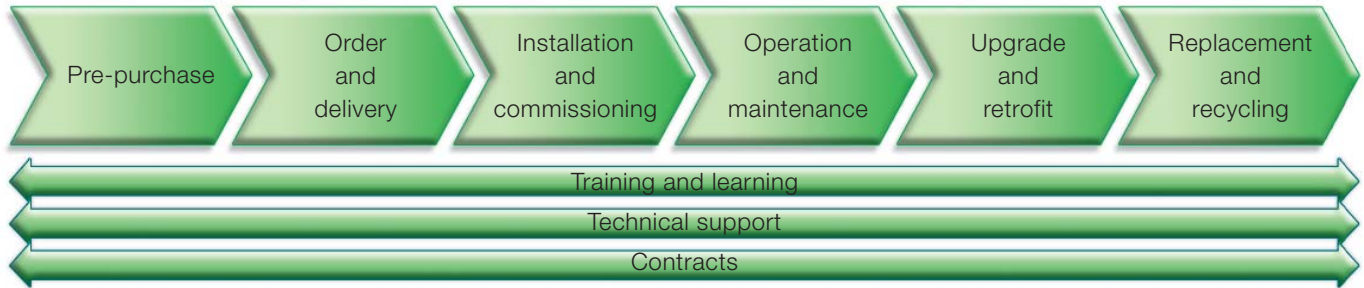 Pre-purchase
Order
and
delivery
Installation
and
commissioning
Operation
and
maintenance
Upgrade
and
retrofit
Replacement
and
recycling
Training and learning
Technical support
Contracts